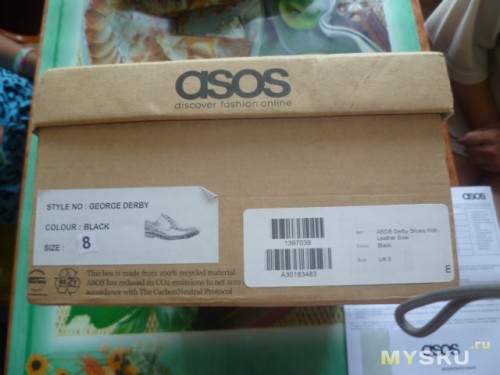 asos
discover fashion online
STYLE NO : GEORGE DERBY
COLOUR : BLACK
SIZE : 8
1397039
A30183483
ASOS Derby Shoes With
Leather Sole
Black
UK 8
E
This box is made from 100% recycled material
ASOS has reduced its CO2 emissions to net zero
accordance with The CarbonNeutral Protocol
asos
asos
MYSKU.ru